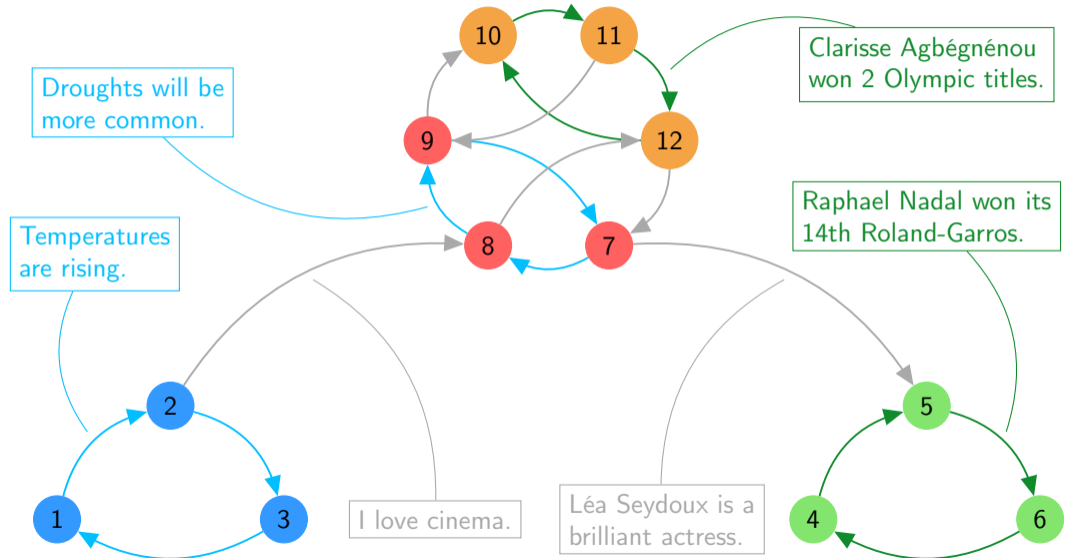 10
11
Clarisse Agbégnénou
won 2 Olympic titles.
Droughts will be
more common.
9
12
Raphael Nadal won its
14th Roland-Garros.
Temperatures
are rising.
8
7
2
5
I love cinema.
Léa Seydoux is a
brilliant actress.
1
3
4
6